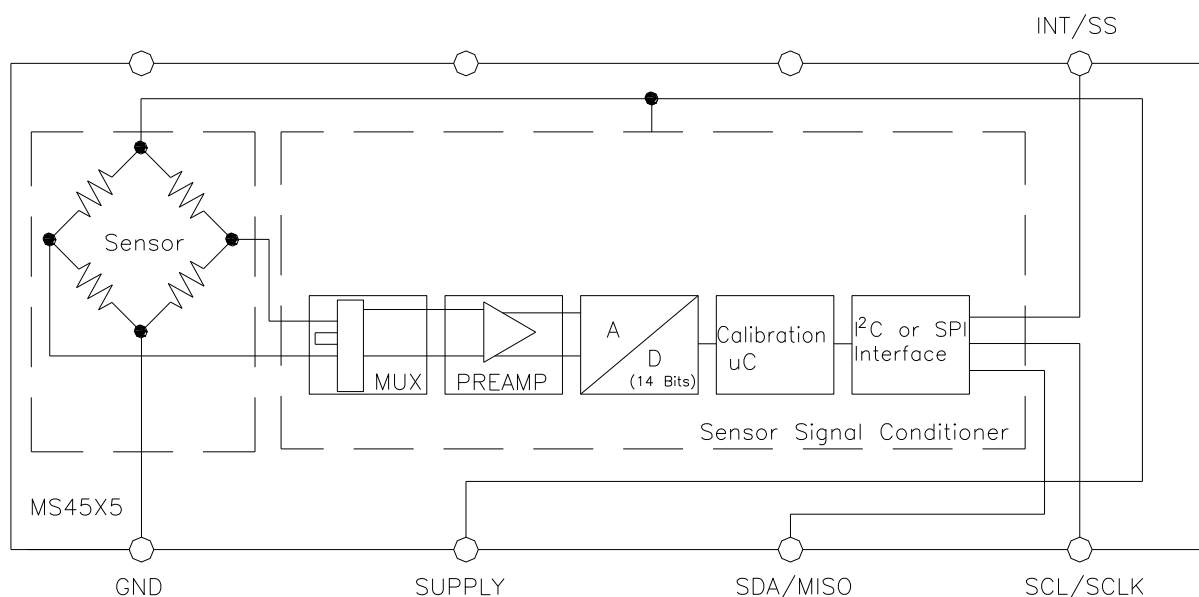 INT/SS
Sensor
A
D
(14 Bits)
Calibration
uC
I²C or SPI
Interface
MUX
PREAMP
Sensor Signal Conditioner
MS45X5
GND
SUPPLY
SDA/MISO
SCL/SCLK